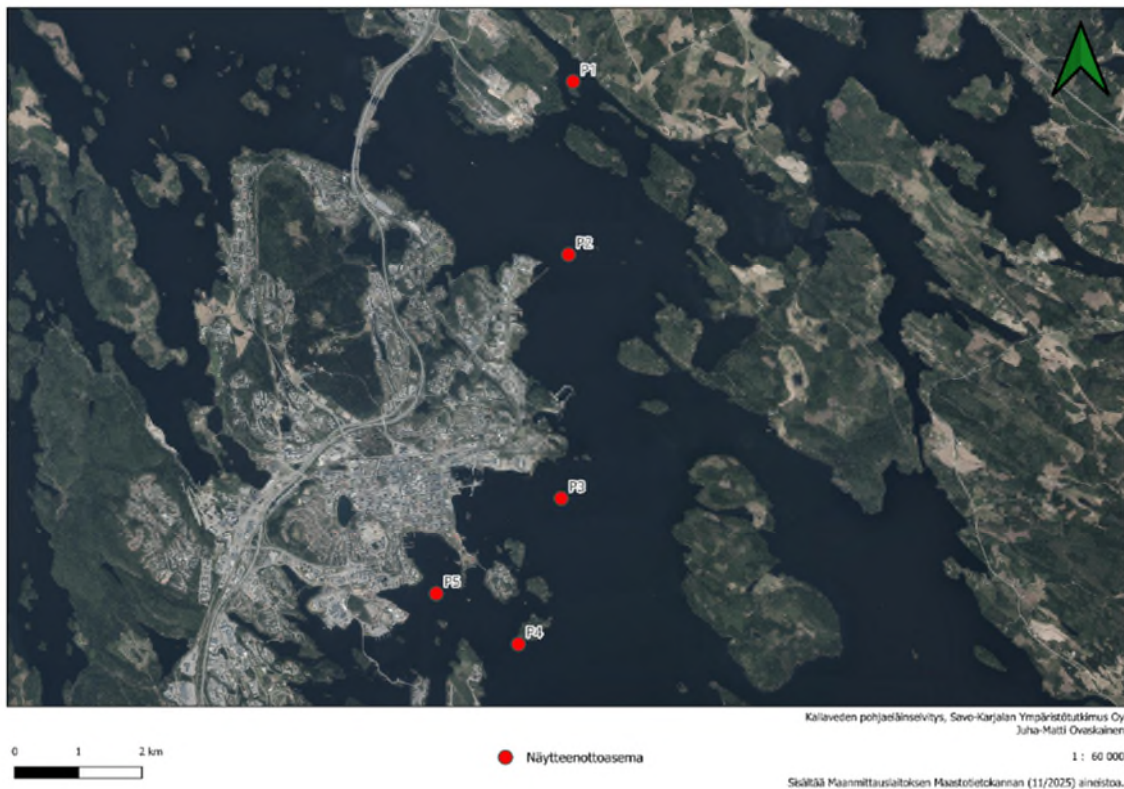 P1
P2
P3
P5
P4
Kallaveden pohjaeläinselvitys, Savo-Karjalan Ympäristötutkimus Oy
Juha-Matti Ovaskainen
0 1 2 km
Näytteenottoasema
1 : 60 000
Sisältää Maanmittauslaitoksen Maastotietokannan (11/2025) aineistoa.